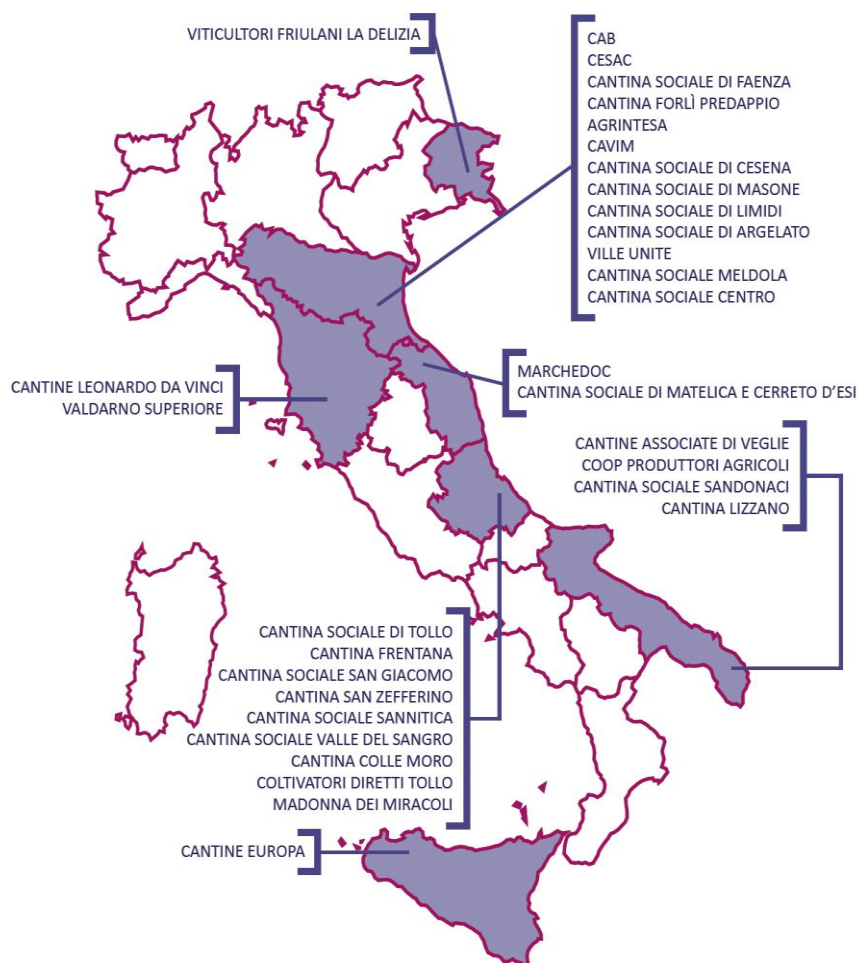 VITICULTORI FRIULANI LA DELIZIA
CAB
CESAC
CANTINA SOCIALE DI FAENZA
CANTINA FORLÌ PREDAPPIO
AGRINTESA
CAVIM
CANTINA SOCIALE DI CESENA
CANTINA SOCIALE DI MASONE
CANTINA SOCIALE DI LIMIDI
CANTINA SOCIALE DI ARGELATO
VILLE UNITE
CANTINA SOCIALE MELDOLA
CANTINA SOCIALE CENTRO
CANTINE LEONARDO DA VINCI
VALDARNO SUPERIORE
MARCHEDOC
CANTINA SOCIALE DI MATELICA E CERRETO D'ESI
CANTINE ASSOCIATE DI VEGLIE
COOP PRODUTTORI AGRICOLI
CANTINA SOCIALE SANDONACI
CANTINA LIZZANO
CANTINA SOCIALE DI TOLLO
CANTINA FRENTANA
CANTINA SOCIALE SAN GIACOMO
CANTINA SAN ZEFFERINO
CANTINA SOCIALE SANNITICA
CANTINA SOCIALE VALLE DEL SANGRO
CANTINA COLLE MORO
COLTIVATORI DIRETTI TOLLO
MADONNA DEI MIRACOLI
CANTINE EUROPA